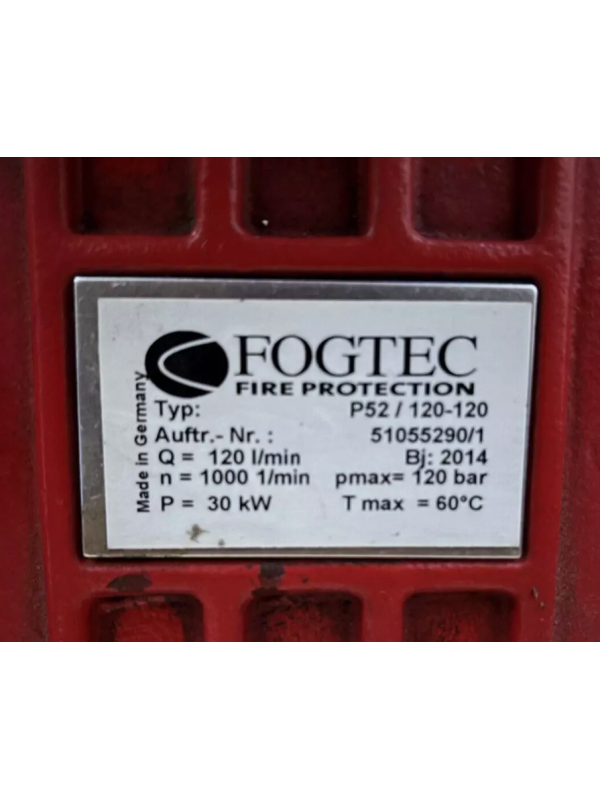 FOGTEC
FIRE PROTECTION
Typ: P52 / 120-120
Auftr.- Nr. : 51055290/1
Q = 120 l/min Bj: 2014
n = 1000 1/min pmax= 120 bar
P = 30 kW T max = 60°C
Made in Germany